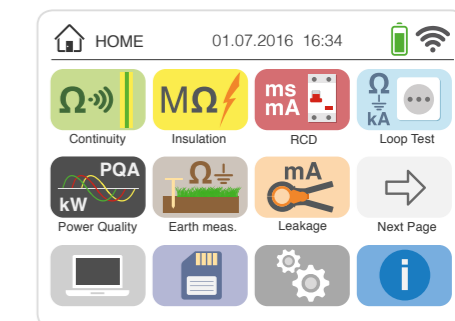 HOME 01.07.2016 16:34
Ω MΩ ms mA Ω kA
Continuity Insulation RCD Loop Test
PQA kW Ω mA
Power Quality Earth meas. Leakage Next Page
i